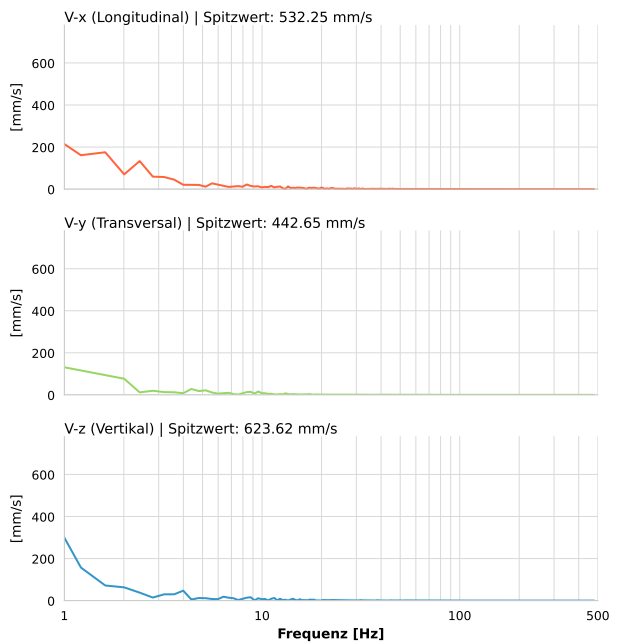 V-x (Longitudinal) | Spitzwert: 532.25 mm/s
600
400
200
0
[mm/s]
V-y (Transversal) | Spitzwert: 442.65 mm/s
600
400
200
0
[mm/s]
V-z (Vertikal) | Spitzwert: 623.62 mm/s
600
400
200
0
[mm/s]
1 10 100 500
Frequenz [Hz]